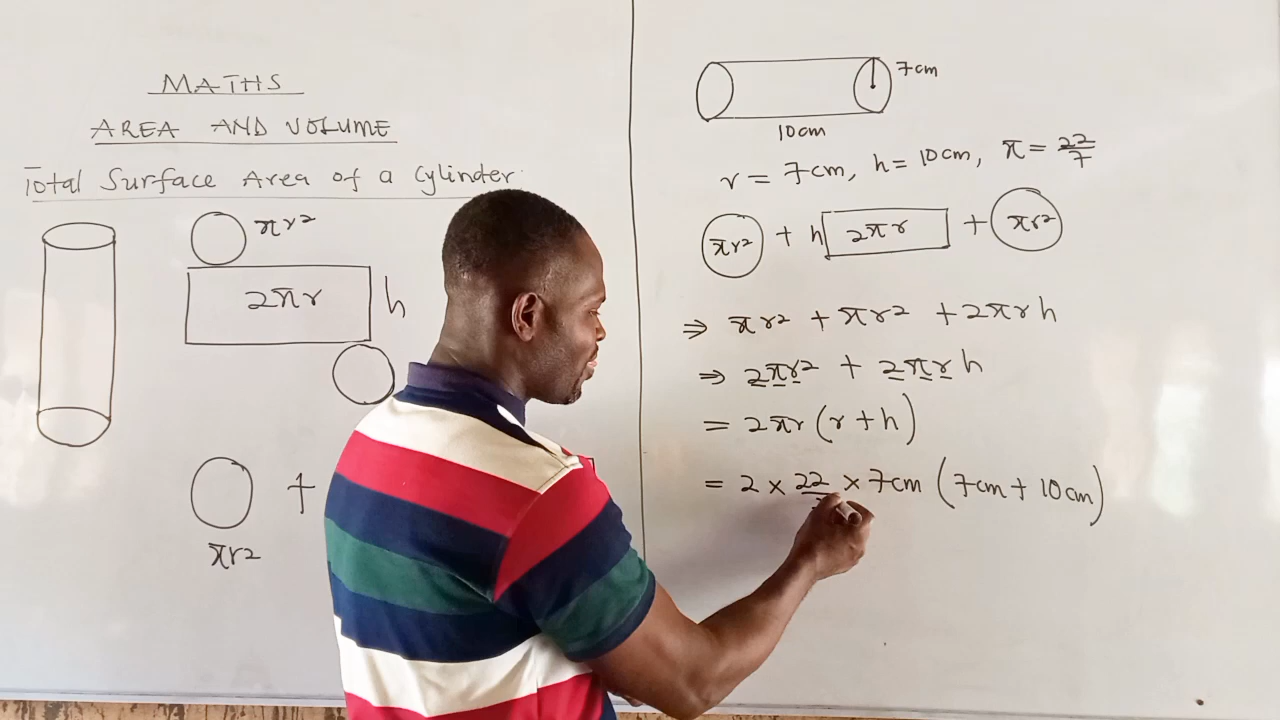 MATHS
AREA AND VOLUME
Total Surface Area of a Cylinder
πr²
2πr h
+
πr²
7cm
10cm
r = 7cm, h = 10cm, π = 22/7
πr² + h 2πr + πr²
⇒ πr² + πr² + 2πrh
⇒ 2πr² + 2πrh
= 2πr(r+h)
= 2 × 22/ × 7cm (7cm + 10cm)